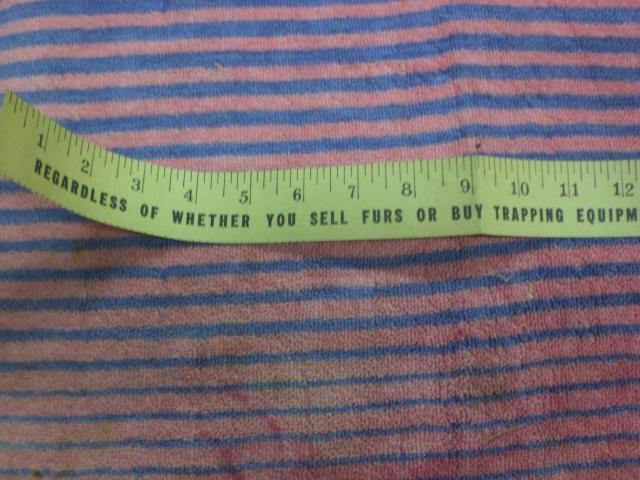 1 2 3 4 5 6 7 8 9 10 11 12
REGARDLESS OF WHETHER YOU SELL FURS OR BUY TRAPPING EQUIPM